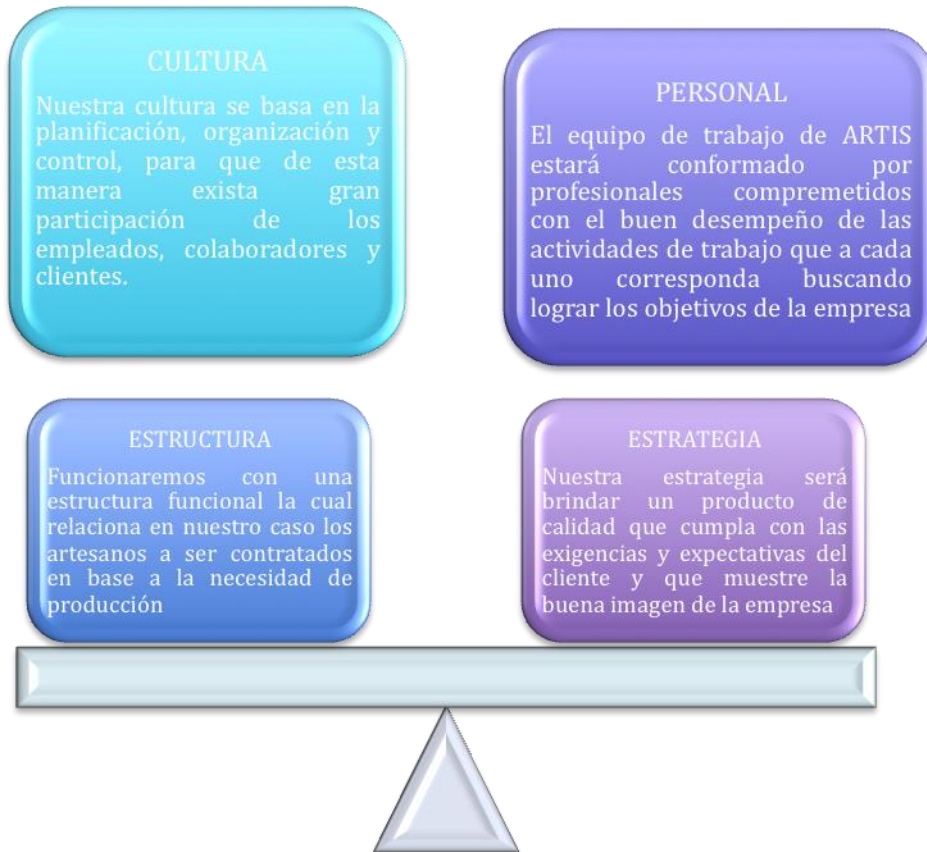 CULTURA
Nuestra cultura se basa en la
planificación, organización y
control, para que de esta
manera exista gran
participación de los
empleados, colaboradores y
clientes.
PERSONAL
El equipo de trabajo de ARTIS
estará conformado por
profesionales compremetidos
con el buen desempeño de las
actividades de trabajo que a cada
uno corresponda buscando
lograr los objetivos de la empresa
ESTRUCTURA
Funcionaremos con una
estructura funcional la cual
relaciona en nuestro caso los
artesanos a ser contratados
en base a la necesidad de
producción
ESTRATEGIA
Nuestra estrategia será
brindar un producto de
calidad que cumpla con las
exigencias y expectativas del
cliente y que muestre la
buena imagen de la empresa